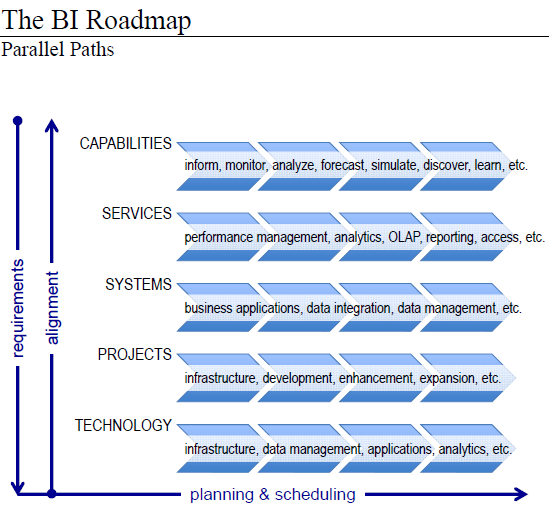 The BI Roadmap
Parallel Paths
CAPABILITIES
inform, monitor, analyze, forecast, simulate, discover, learn, etc.
SERVICES
performance management, analytics, OLAP, reporting, access, etc.
SYSTEMS
business applications, data integration, data management, etc.
PROJECTS
infrastructure, development, enhancement, expansion, etc.
TECHNOLOGY
infrastructure, data management, applications, analytics, etc.
requirements
alignment
planning & scheduling